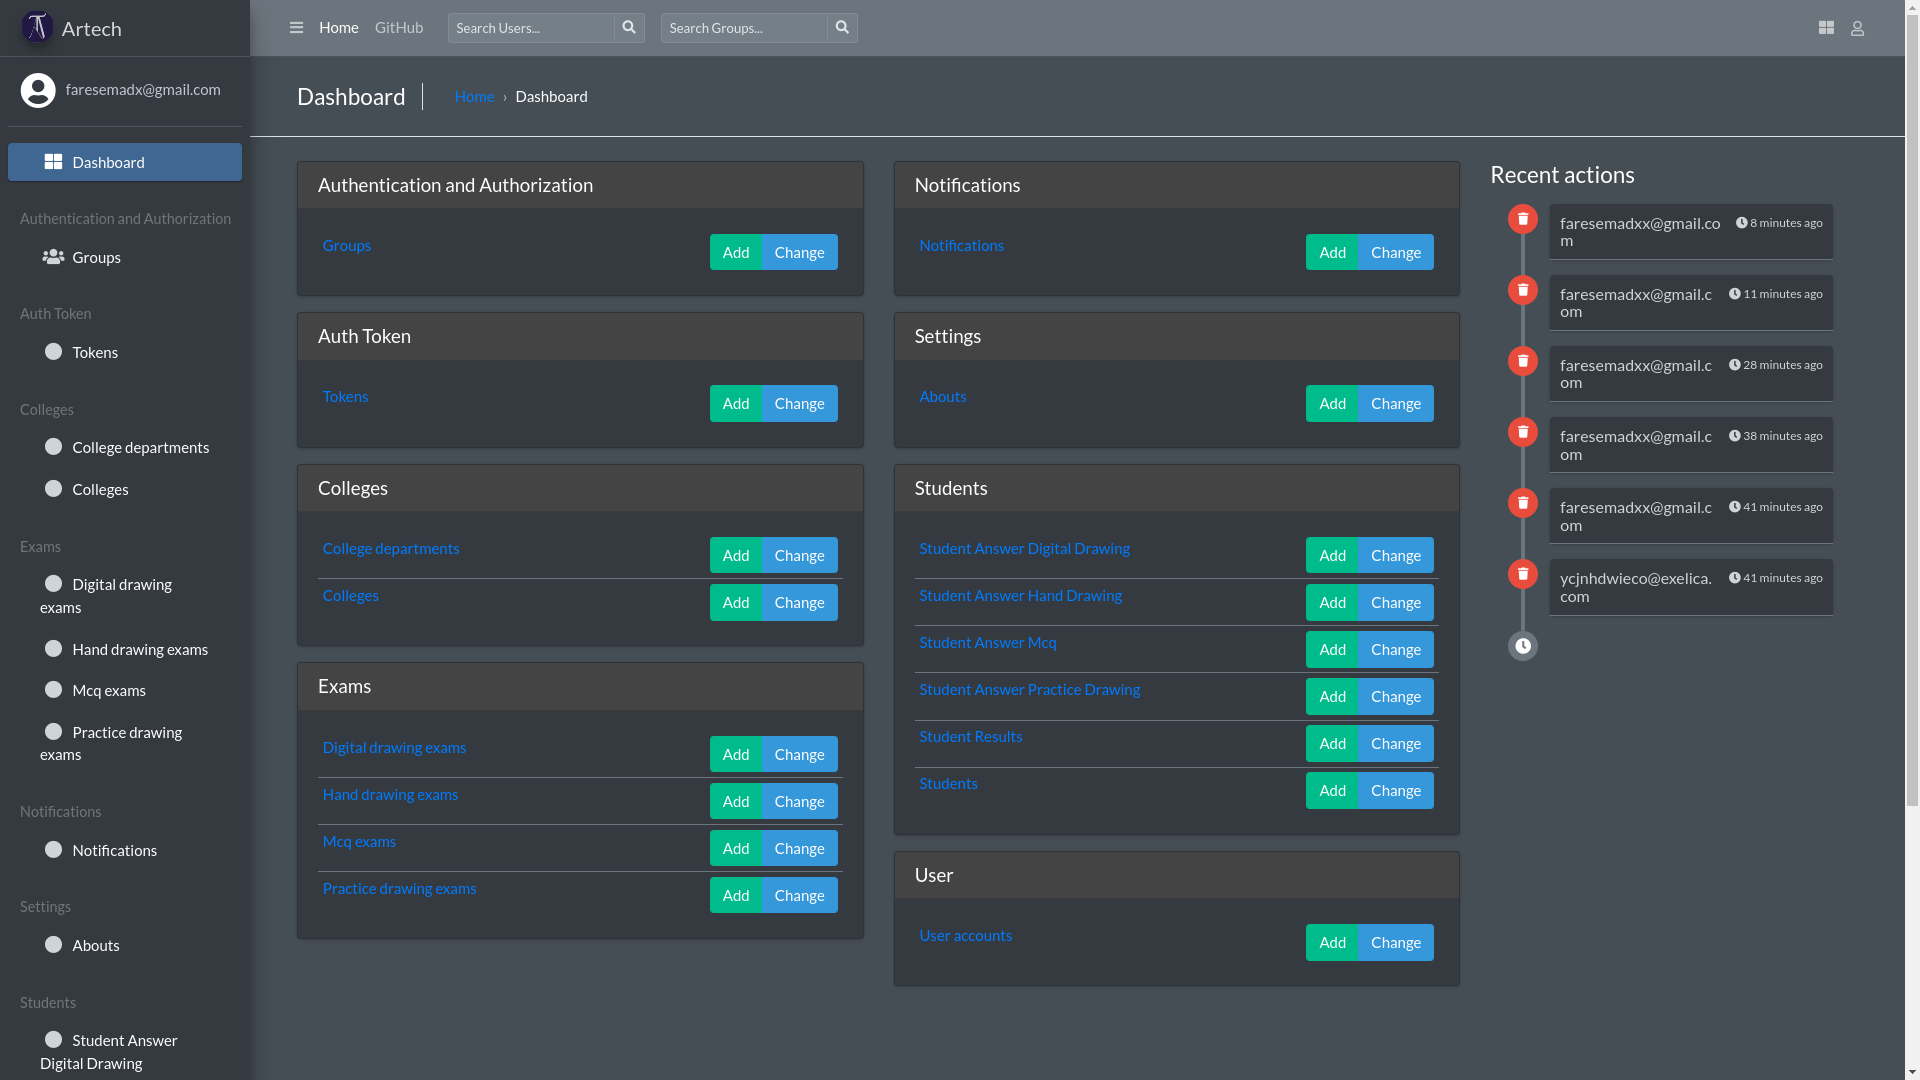 Artech
Home
GitHub
Search Users...
Search Groups...
faresemadx@gmail.com
Dashboard
Authentication and Authorization
Groups
Auth Token
Tokens
Colleges
College departments
Colleges
Exams
Digital drawing
exams
Hand drawing exams
Mcq exams
Practice drawing
exams
Notifications
Notifications
Settings
Abouts
Students
Student Answer
Digital Drawing
Dashboard
Home › Dashboard
Authentication and Authorization
Groups Add Change
Auth Token
Tokens Add Change
Colleges
College departments Add Change
Colleges Add Change
Exams
Digital drawing exams Add Change
Hand drawing exams Add Change
Mcq exams Add Change
Practice drawing exams Add Change
Notifications
Notifications Add Change
Settings
Abouts Add Change
Students
Student Answer Digital Drawing Add Change
Student Answer Hand Drawing Add Change
Student Answer Mcq Add Change
Student Answer Practice Drawing Add Change
Student Results Add Change
Students Add Change
User
User accounts Add Change
Recent actions
faresemadxx@gmail.co 8 minutes ago
m
faresemadxx@gmail.c 11 minutes ago
om
faresemadxx@gmail.c 28 minutes ago
om
faresemadxx@gmail.c 38 minutes ago
om
faresemadxx@gmail.c 41 minutes ago
om
ycjnhdwieco@exelica. 41 minutes ago
com